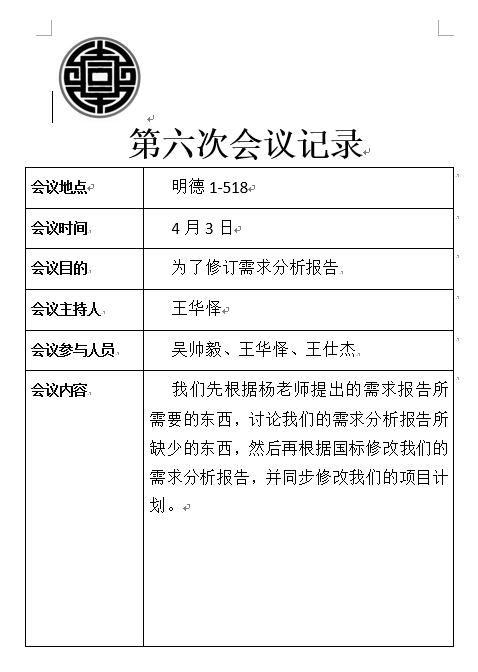 第六次会议记录
会议地点 明德1-518
会议时间 4月3日
会议目的 为了修订需求分析报告
会议主持人 王华怿
会议参与人员 吴帅毅、王华怿、王仕杰
会议内容 我们先根据杨老师提出的需求报告所
需要的东西，讨论我们的需求分析报告所
缺少的东西，然后再根据国标修改我们的
需求分析报告，并同步修改我们的项目计
划。